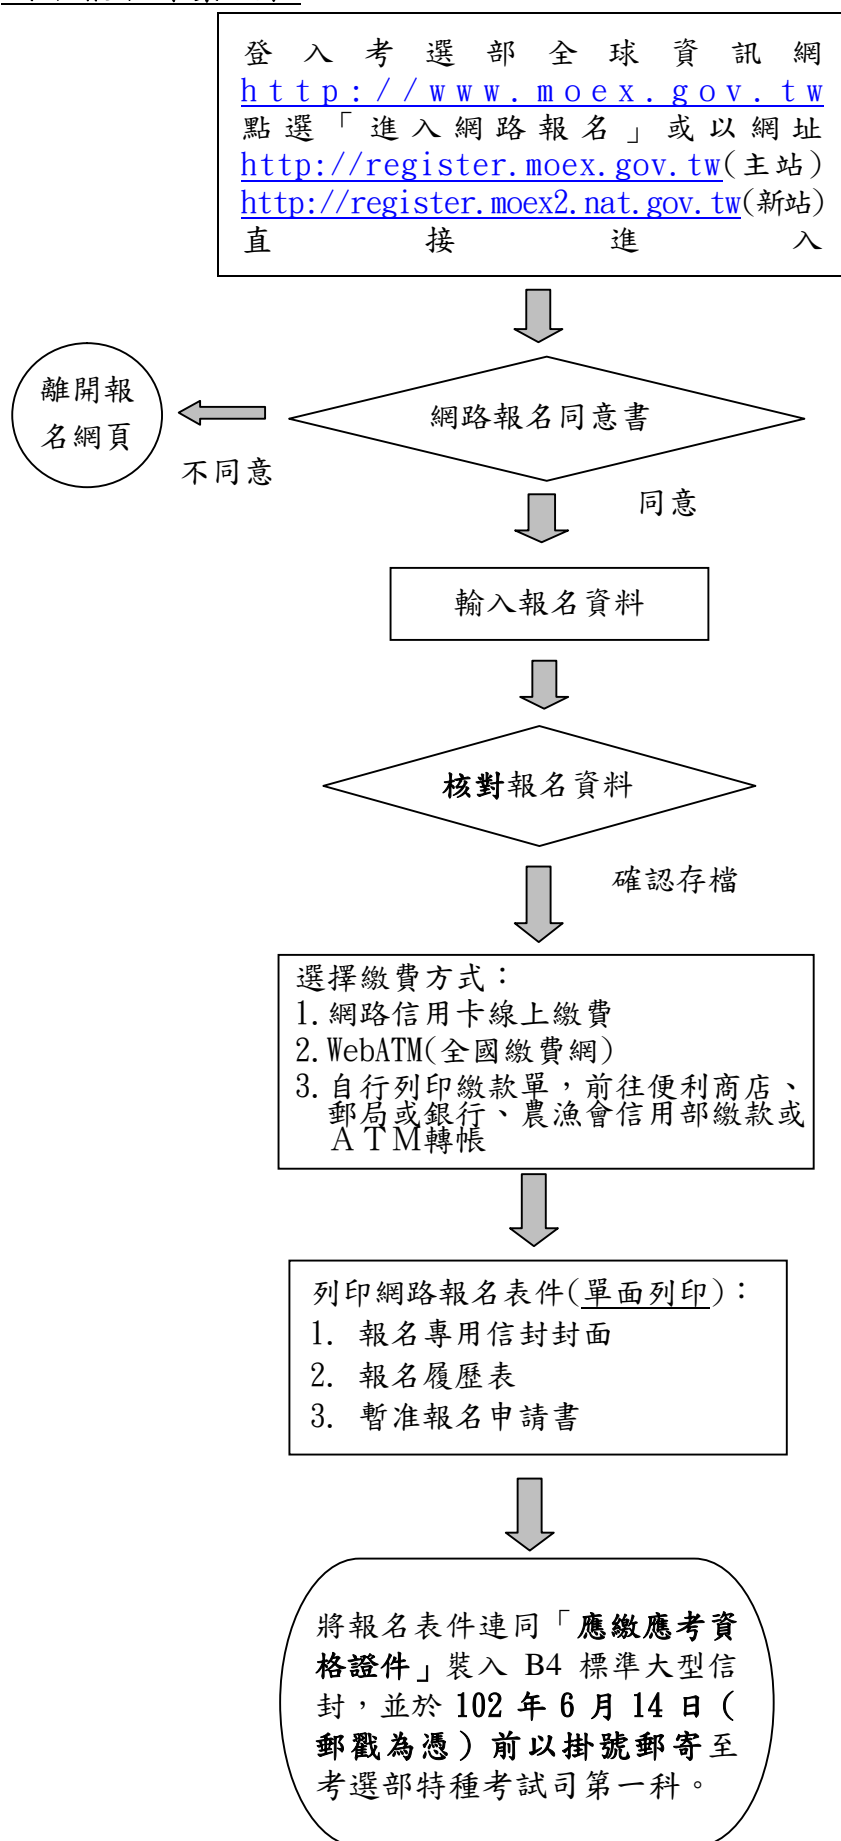 登入考選部全球資訊網
http://www.moex.gov.tw
點選「進入網路報名」或以網址
http://register.moex.gov.tw(主站)
http://register.moex2.nat.gov.tw(新站)
直接進入
離開報
名網頁
網路報名同意書
不同意
同意
輸入報名資料
核對報名資料
確認存檔
選擇繳費方式：
1.網路信用卡線上繳費
2.WebATM(全國繳費網)
3.自行列印繳款單，前往便利商店、
郵局或銀行、農漁會信用部繳款或
ＡＴＭ轉帳
列印網路報名表件(單面列印)：
1. 報名專用信封封面
2. 報名履歷表
3. 暫准報名申請書
將報名表件連同「應繳應考資
格證件」裝入 B4 標準大型信
封，並於 102 年 6 月 14 日（
郵戳為憑）前以掛號郵寄至
考選部特種考試司第一科。